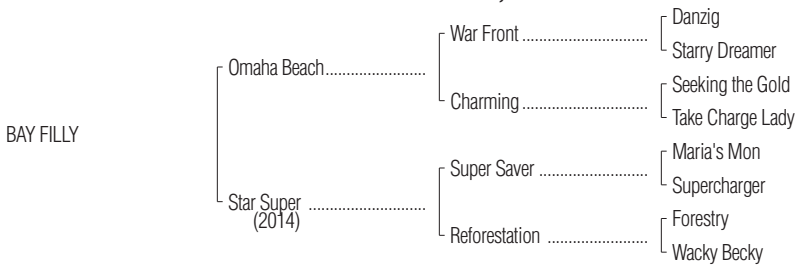 Danzig
War Front ................................
Starry Dreamer
Omaha Beach.........................
Seeking the Gold
Charming ................................
Take Charge Lady
BAY FILLY
Maria's Mon
Super Saver ...........................
Supercharger
Star Super .............................
(2014)
Forestry
Reforestation .........................
Wacky Becky